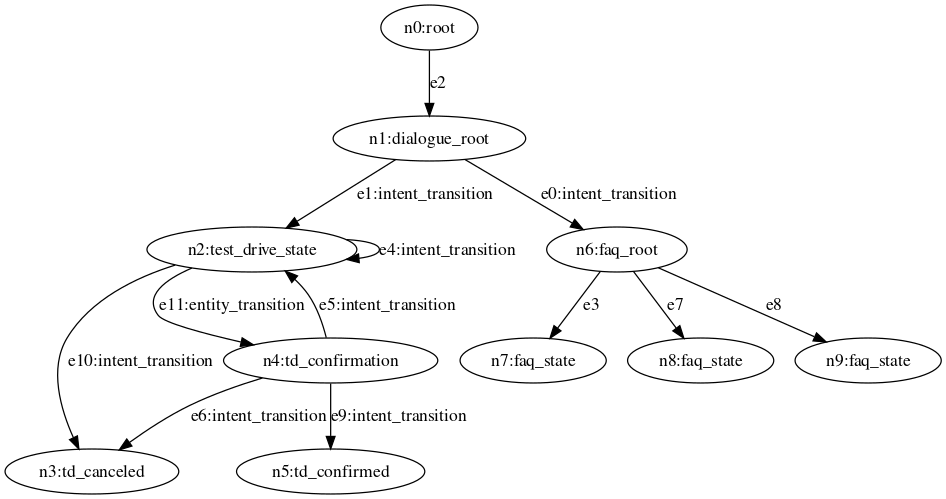 n0:root
e2
n1:dialogue_root
e1:intent_transition
e0:intent_transition
n2:test_drive_state
e4:intent_transition
n6:faq_root
e11:entity_transition
e5:intent_transition
e3
e7
e8
e10:intent_transition
n4:td_confirmation
n7:faq_state
n8:faq_state
n9:faq_state
e6:intent_transition
e9:intent_transition
n3:td_canceled
n5:td_confirmed